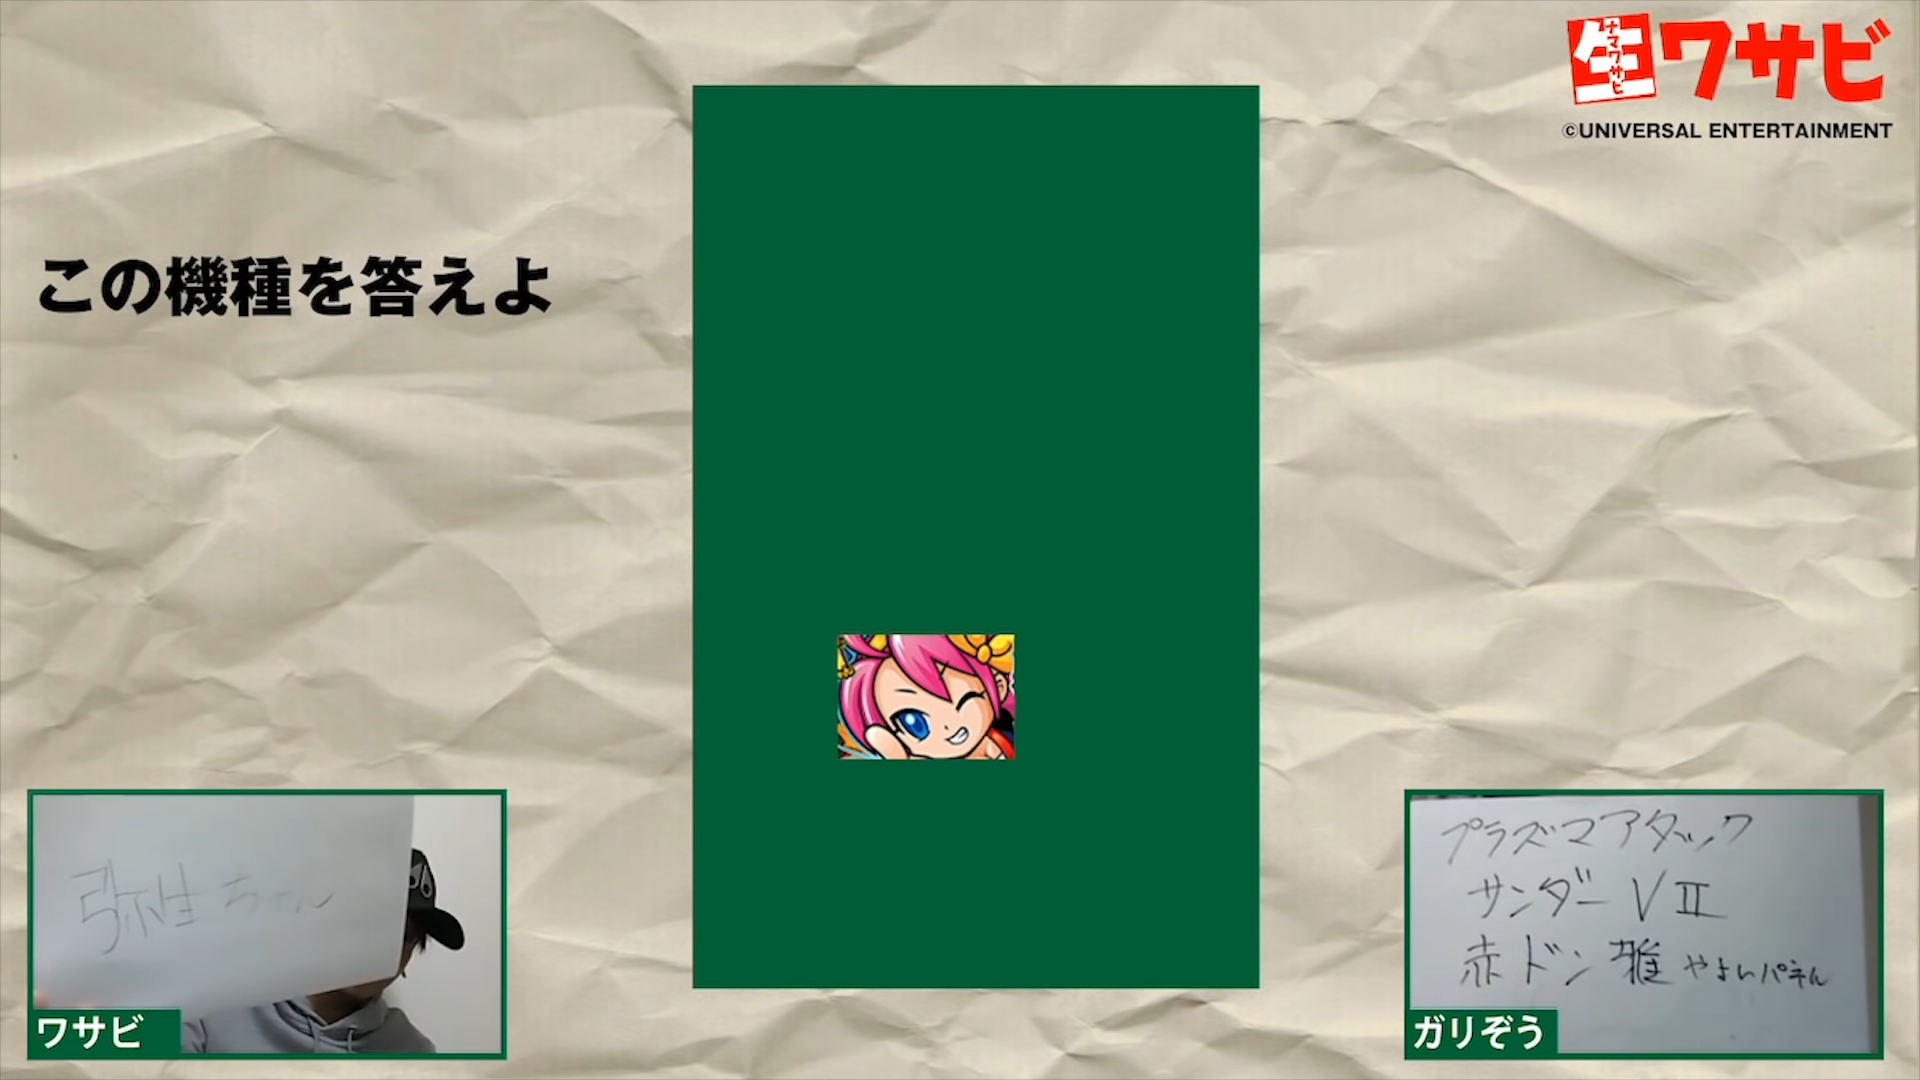 生ワサビ
ナマワサビ
©UNIVERSAL ENTERTAINMENT
この機種を答えよ
弥生ちゃん
ワサビ
プラズマアタック
サンダーVⅡ
赤ドン雅 やよいパネル
ガリぞう